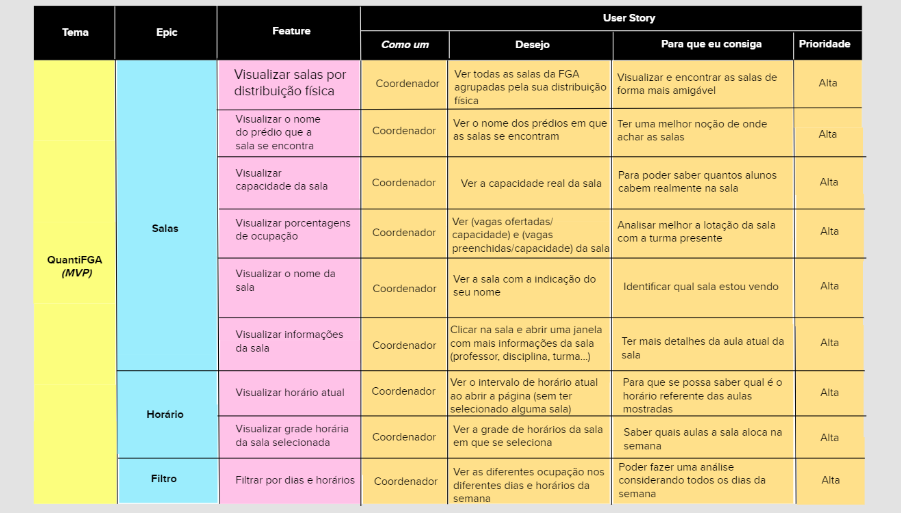 Tema
Epic
Feature
User Story
Como um
Desejo
Para que eu consiga
Prioridade
QuantiFGA
(MVP)
Salas
Visualizar salas por
distribuição física
Coordenador
Ver todas as salas da FGA
agrupadas pela sua distribuição
física
Visualizar e encontrar as salas de
forma mais amigável
Alta
Visualizar o nome
do prédio que a
sala se encontra
Coordenador
Ver o nome dos prédios em que
as salas se encontram
Ter uma melhor noção de onde
achar as salas
Alta
Visualizar
capacidade da sala
Coordenador
Ver a capacidade real da sala
Para poder saber quantos alunos
cabem realmente na sala
Alta
Visualizar porcentagens
de ocupação
Coordenador
Ver (vagas ofertadas/
capacidade) e (vagas
preenchidas/capacidade) da sala
Analisar melhor a lotação da sala
com a turma presente
Alta
Visualizar o nome da
sala
Coordenador
Ver a sala com a indicação do
seu nome
Identificar qual sala estou vendo
Alta
Visualizar informações
da sala
Coordenador
Clicar na sala e abrir uma janela
com mais informações da sala
(professor, disciplina, turma...)
Ter mais detalhes da aula atual da
sala
Alta
Horário
Visualizar horário atual
Coordenador
Ver o intervalo de horário atual
ao abrir a página (sem ter
selecionado alguma sala)
Para que se possa saber qual é o
horário referente das aulas
mostradas
Alta
Visualizar grade horária
da sala selecionada
Coordenador
Ver a grade de horários da sala
em que se seleciona
Saber quais aulas a sala aloca na
semana
Alta
Filtro
Filtrar por dias e horários
Coordenador
Ver as diferentes ocupação nos
diferentes dias e horários da
semana
Poder fazer uma análise
considerando todos os dias da
semana
Alta